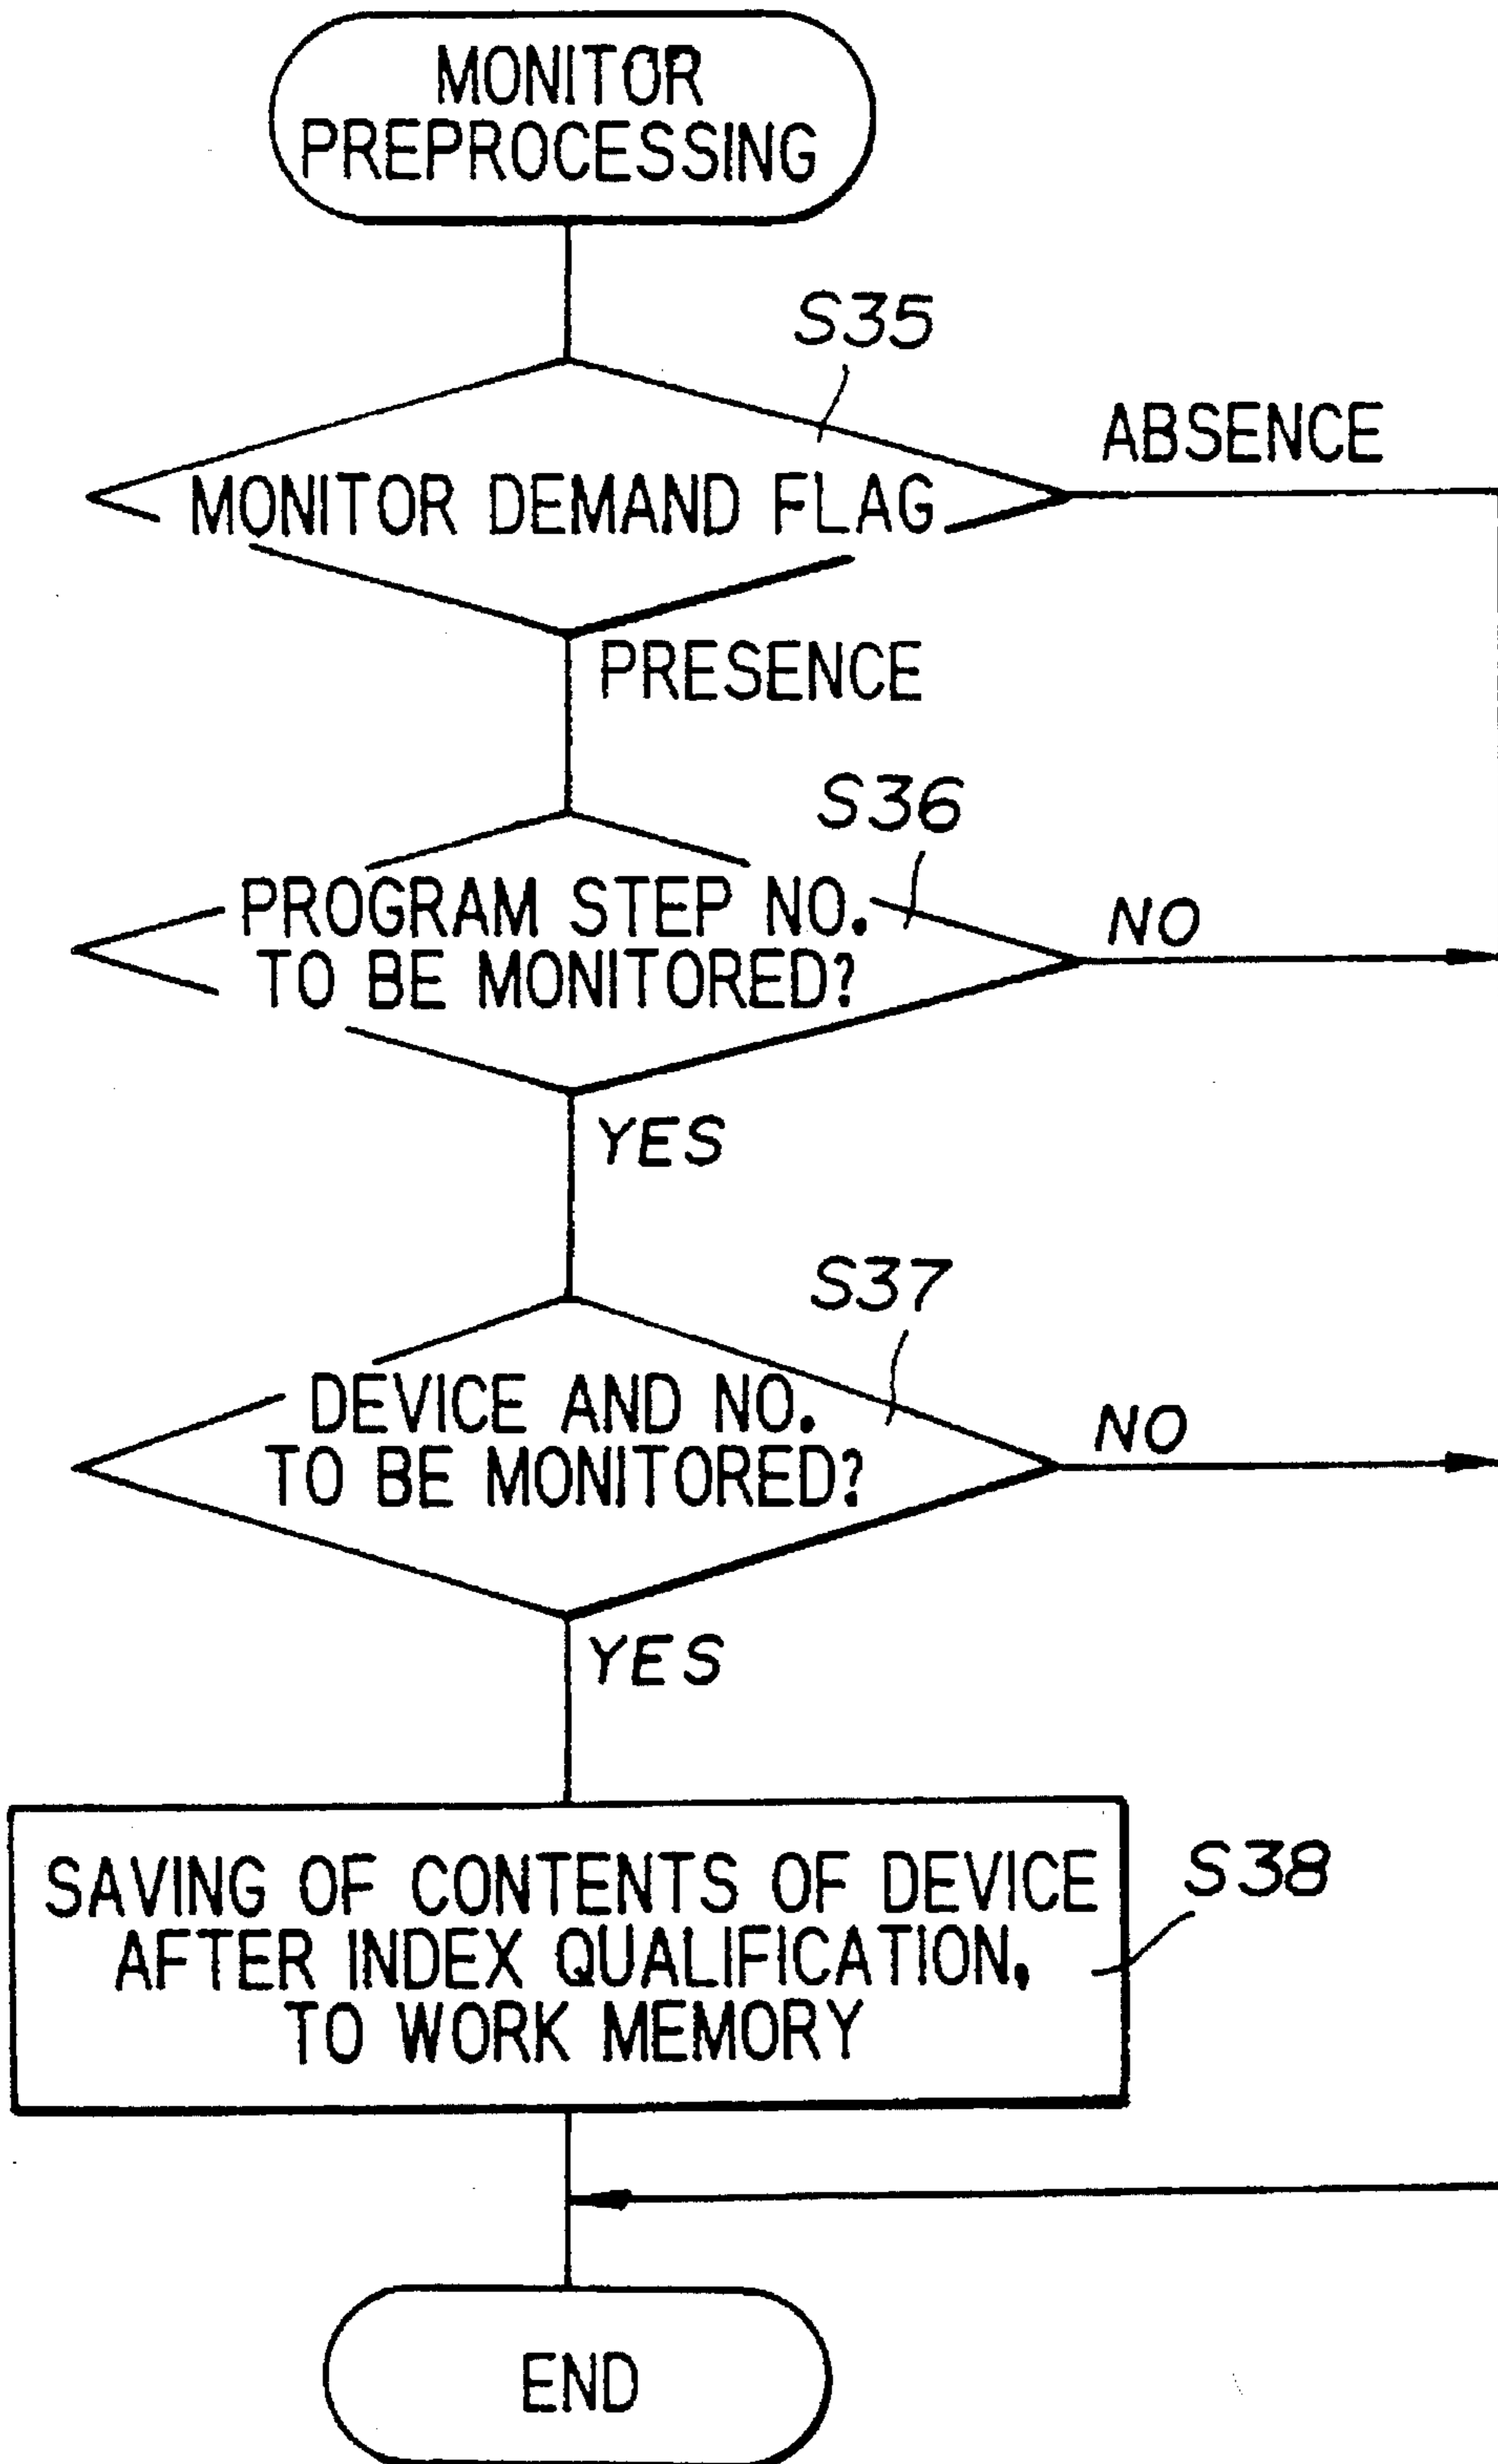 MONITOR
PREPROCESSING
S35
ABSENCE
MONITOR DEMAND FLAG
PRESENCE
S36
PROGRAM STEP NO.
TO BE MONITORED?
NO
YES
S37
DEVICE AND NO.
TO BE MONITORED?
NO
YES
SAVING OF CONTENTS OF DEVICE
AFTER INDEX QUALIFICATION,
TO WORK MEMORY
S38
END